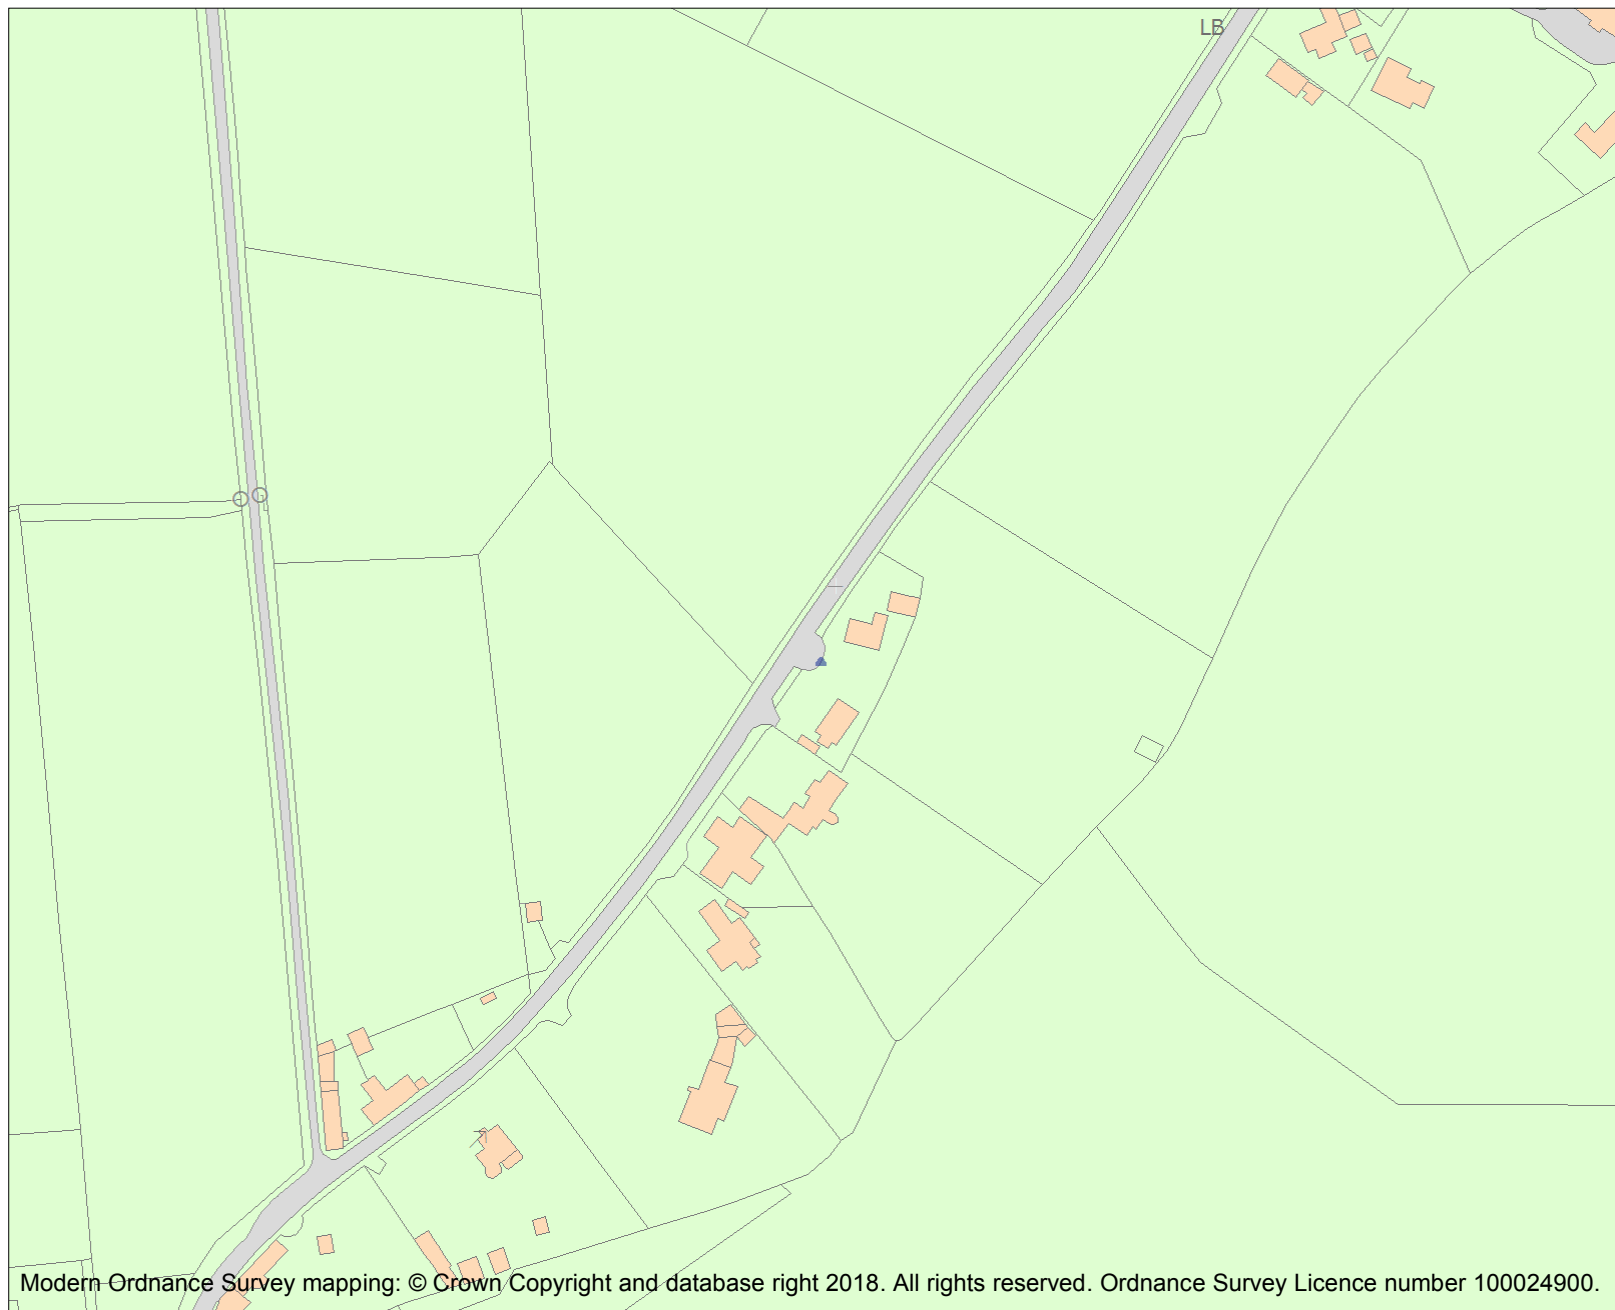 LB
Modern Ordnance Survey mapping: © Crown Copyright and database right 2018. All rights reserved. Ordnance Survey Licence number 100024900.